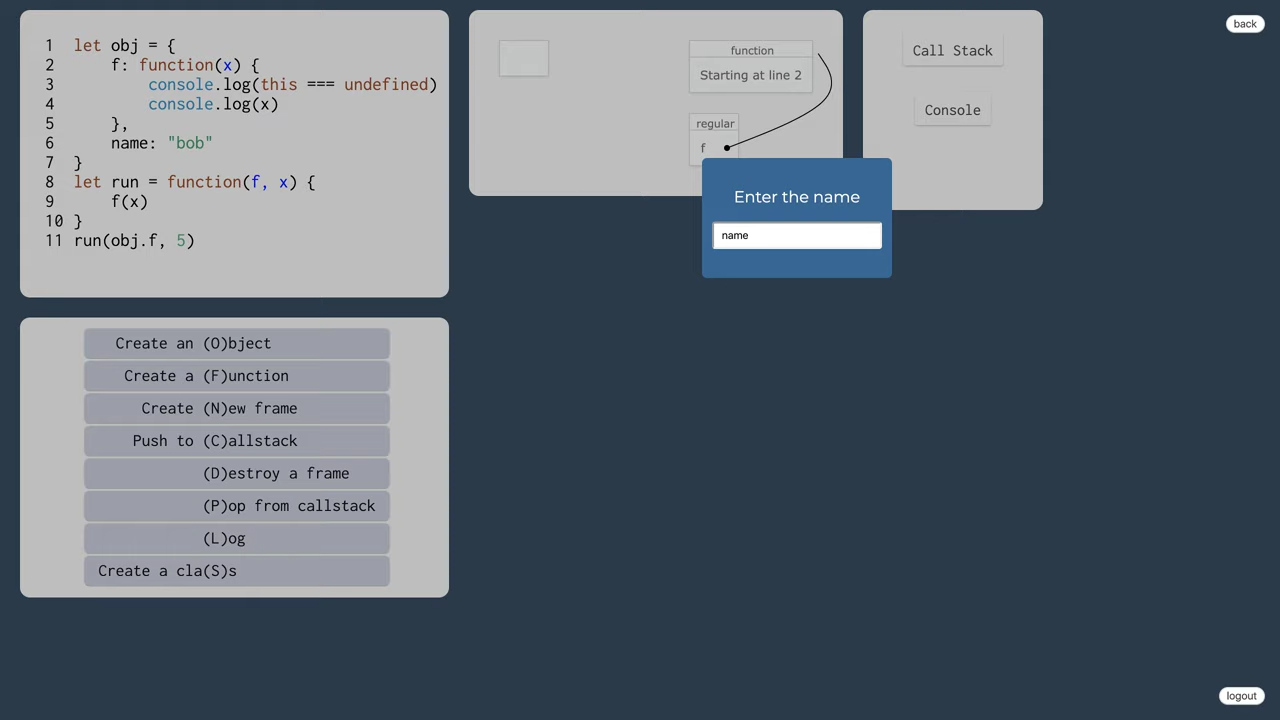 1 let obj = {
2 f: function(x) {
3 console.log(this === undefined)
4 console.log(x)
5 },
6 name: "bob"
7 }
8 let run = function(f, x) {
9 f(x)
10 }
11 run(obj.f, 5)
Create an (O)bject
Create a (F)unction
Create (N)ew frame
Push to (C)allstack
(D)estroy a frame
(P)op from callstack
(L)og
Create a cla(S)s
function
Starting at line 2
regular
f
Enter the name
name
Call Stack
Console
back
logout